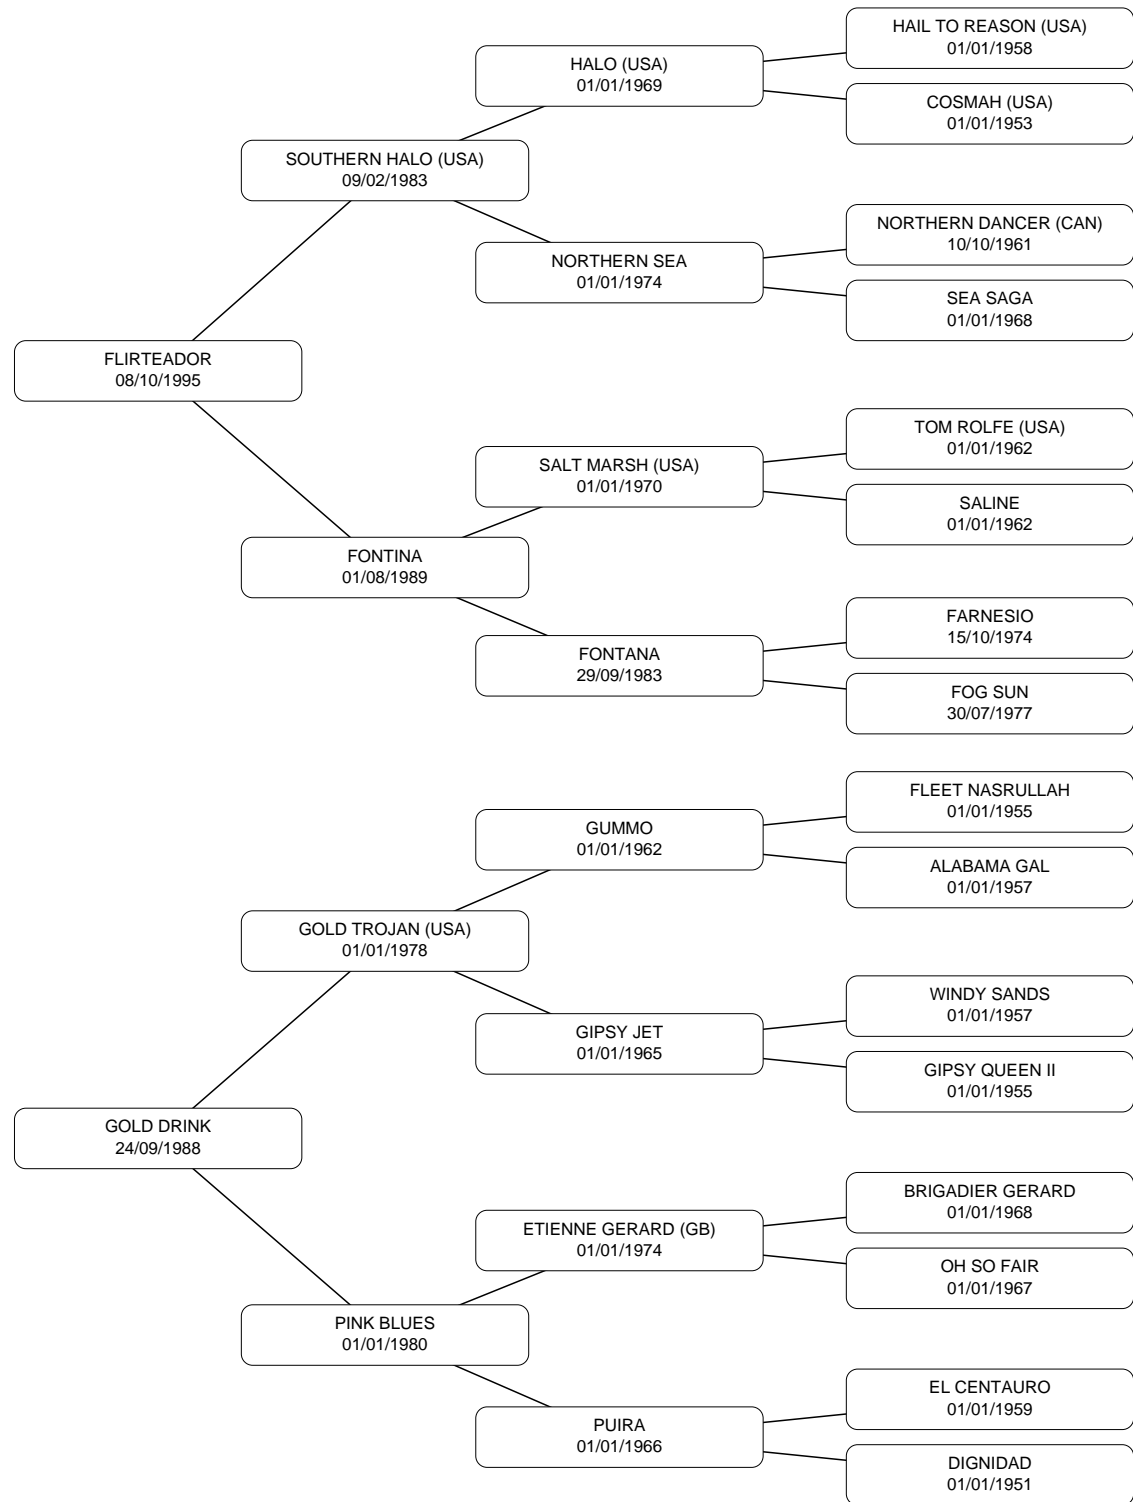 HAIL TO REASON (USA)
01/01/1958
HALO (USA)
01/01/1969
COSMAH (USA)
01/01/1953
SOUTHERN HALO (USA)
09/02/1983
NORTHERN DANCER (CAN)
10/10/1961
NORTHERN SEA
01/01/1974
SEA SAGA
01/01/1968
FLIRTEADOR
08/10/1995
TOM ROLFE (USA)
01/01/1962
SALT MARSH (USA)
01/01/1970
SALINE
01/01/1962
FONTINA
01/08/1989
FARNESIO
15/10/1974
FONTANA
29/09/1983
FOG SUN
30/07/1977
FLEET NASRULLAH
01/01/1955
GUMMO
01/01/1962
ALABAMA GAL
01/01/1957
GOLD TROJAN (USA)
01/01/1978
WINDY SANDS
01/01/1957
GIPSY JET
01/01/1965
GIPSY QUEEN II
01/01/1955
GOLD DRINK
24/09/1988
BRIGADIER GERARD
01/01/1968
ETIENNE GERARD (GB)
01/01/1974
OH SO FAIR
01/01/1967
PINK BLUES
01/01/1980
EL CENTAURO
01/01/1959
PUIRA
01/01/1966
DIGNIDAD
01/01/1951